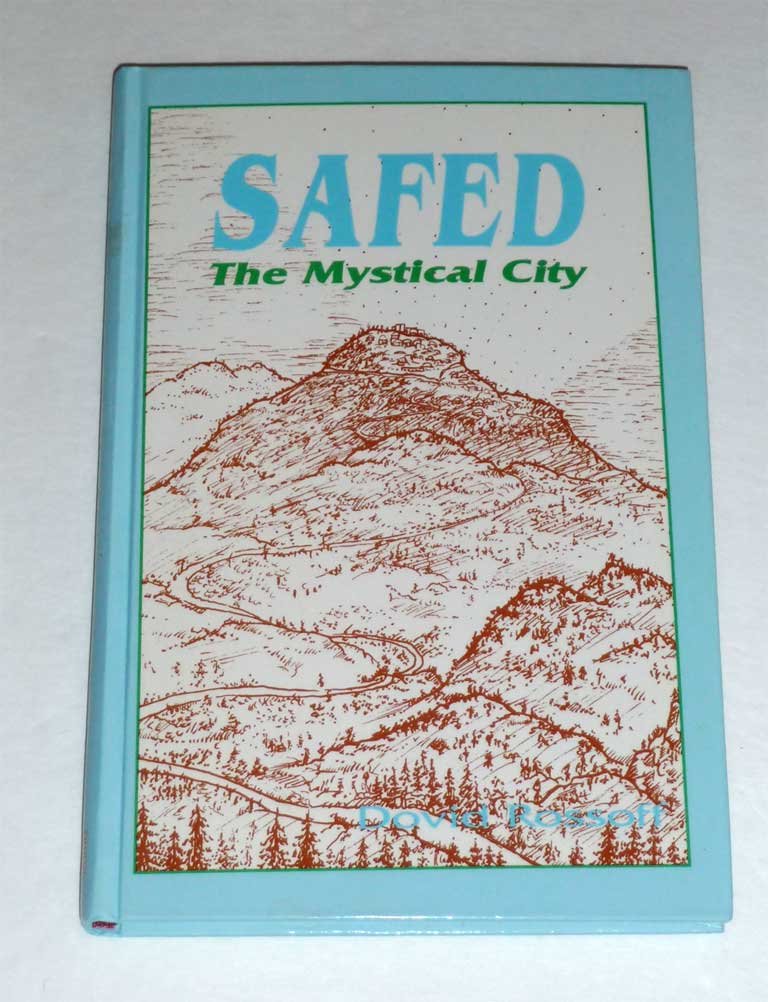 SAFED
The Mystical City
David Rossoff